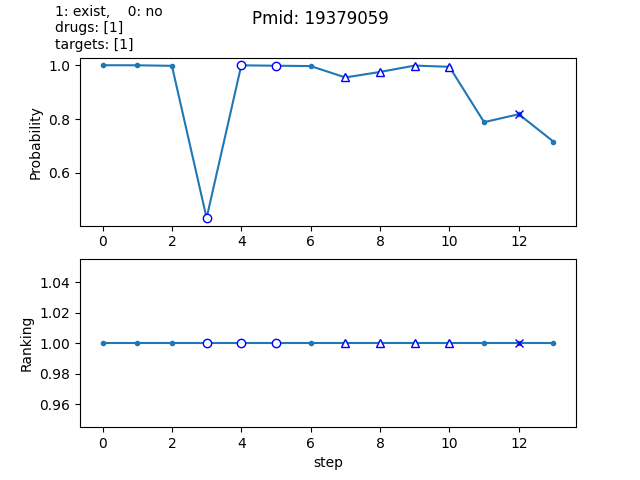 1: exist,    0: no
drugs: [1]
targets: [1]
Pmid: 19379059
1.0
0.8
0.6
Probability
0 2 4 6 8 10 12
1.04
1.02
1.00
0.98
0.96
Ranking
0 2 4 6 8 10 12
step